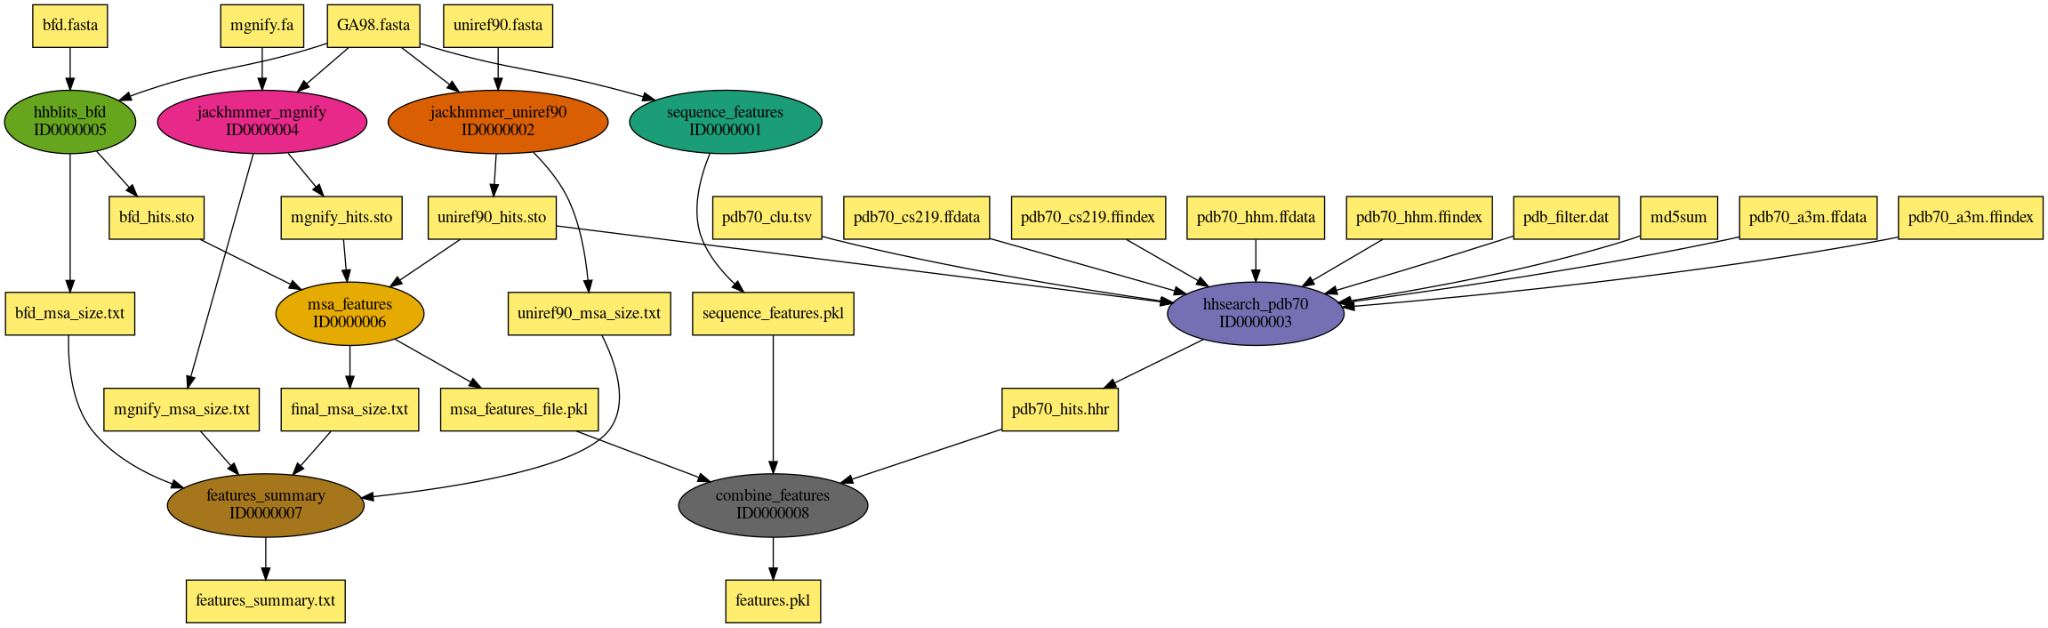 bfd.fasta
mgnify.fa
GA98.fasta
uniref90.fasta
hhblits_bfd
ID0000005
jackhmmer_mgnify
ID0000004
jackhmmer_uniref90
ID0000002
sequence_features
ID0000001
bfd_hits.sto
mgnify_hits.sto
uniref90_hits.sto
pdb70_clu.tsv
pdb70_cs219.ffdata
pdb70_cs219.ffindex
pdb70_hhm.ffdata
pdb70_hhm.ffindex
pdb_filter.dat
md5sum
pdb70_a3m.ffdata
pdb70_a3m.ffindex
bfd_msa_size.txt
msa_features
ID0000006
uniref90_msa_size.txt
sequence_features.pkl
hhsearch_pdb70
ID0000003
mgnify_msa_size.txt
final_msa_size.txt
msa_features_file.pkl
pdb70_hits.hhr
features_summary
ID0000007
combine_features
ID0000008
features_summary.txt
features.pkl